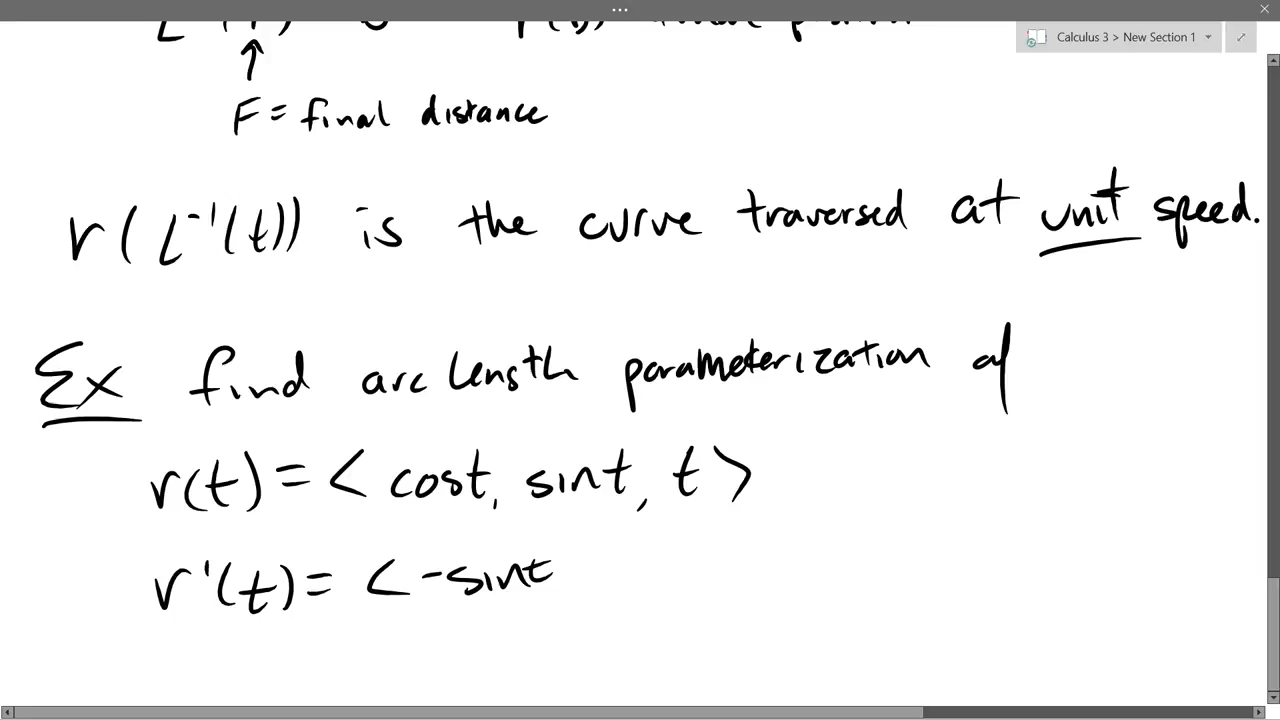 Calculus 3 > New Section 1
F = final distance
r(L⁻¹(t)) is the curve traversed at unit speed.
Ex find arc length parameterization of
r(t) = < cost, sint, t >
r'(t) = < -sint